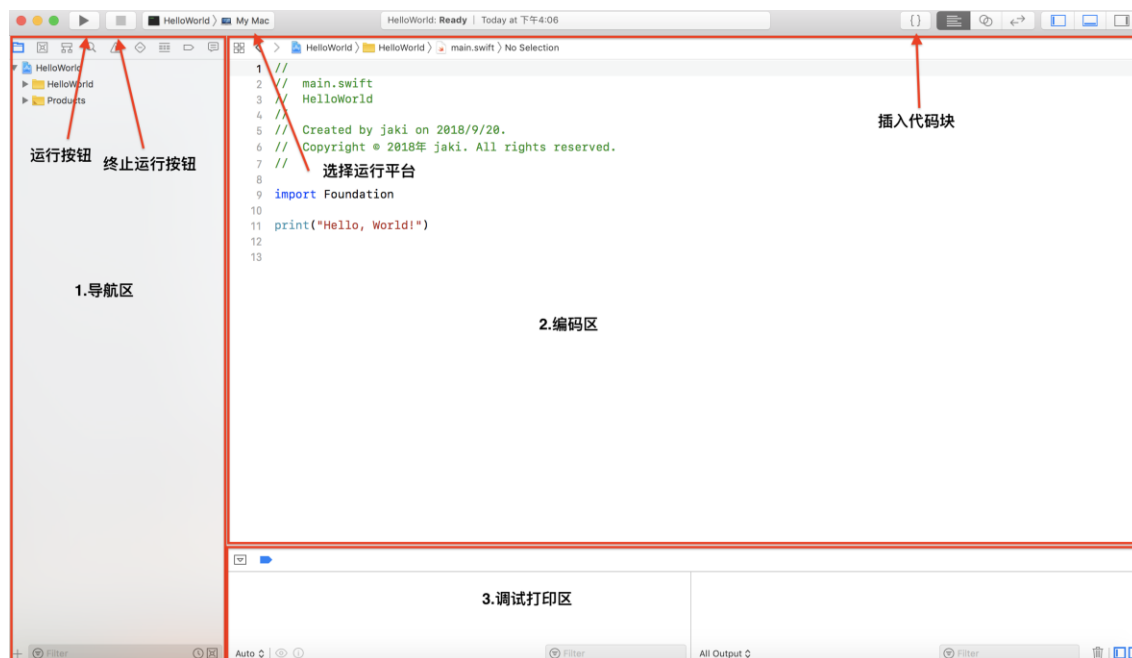 HelloWorld 〉 My Mac
HelloWorld: Ready | Today at 下午4:06
{ }
HelloWorld 〉 HelloWorld 〉 main.swift 〉 No Selection
HelloWorld
HelloWorld
Products
运行按钮
终止运行按钮
选择运行平台
插入代码块
1 //
2 // main.swift
3 // HelloWorld
4 //
5 // Created by jaki on 2018/9/20.
6 // Copyright © 2018年 jaki. All rights reserved.
7 //
8
9 import Foundation
10
11 print("Hello, World!")
12
13
1.导航区
2.编码区
3.调试打印区
Filter
Auto
Filter
All Output
Filter